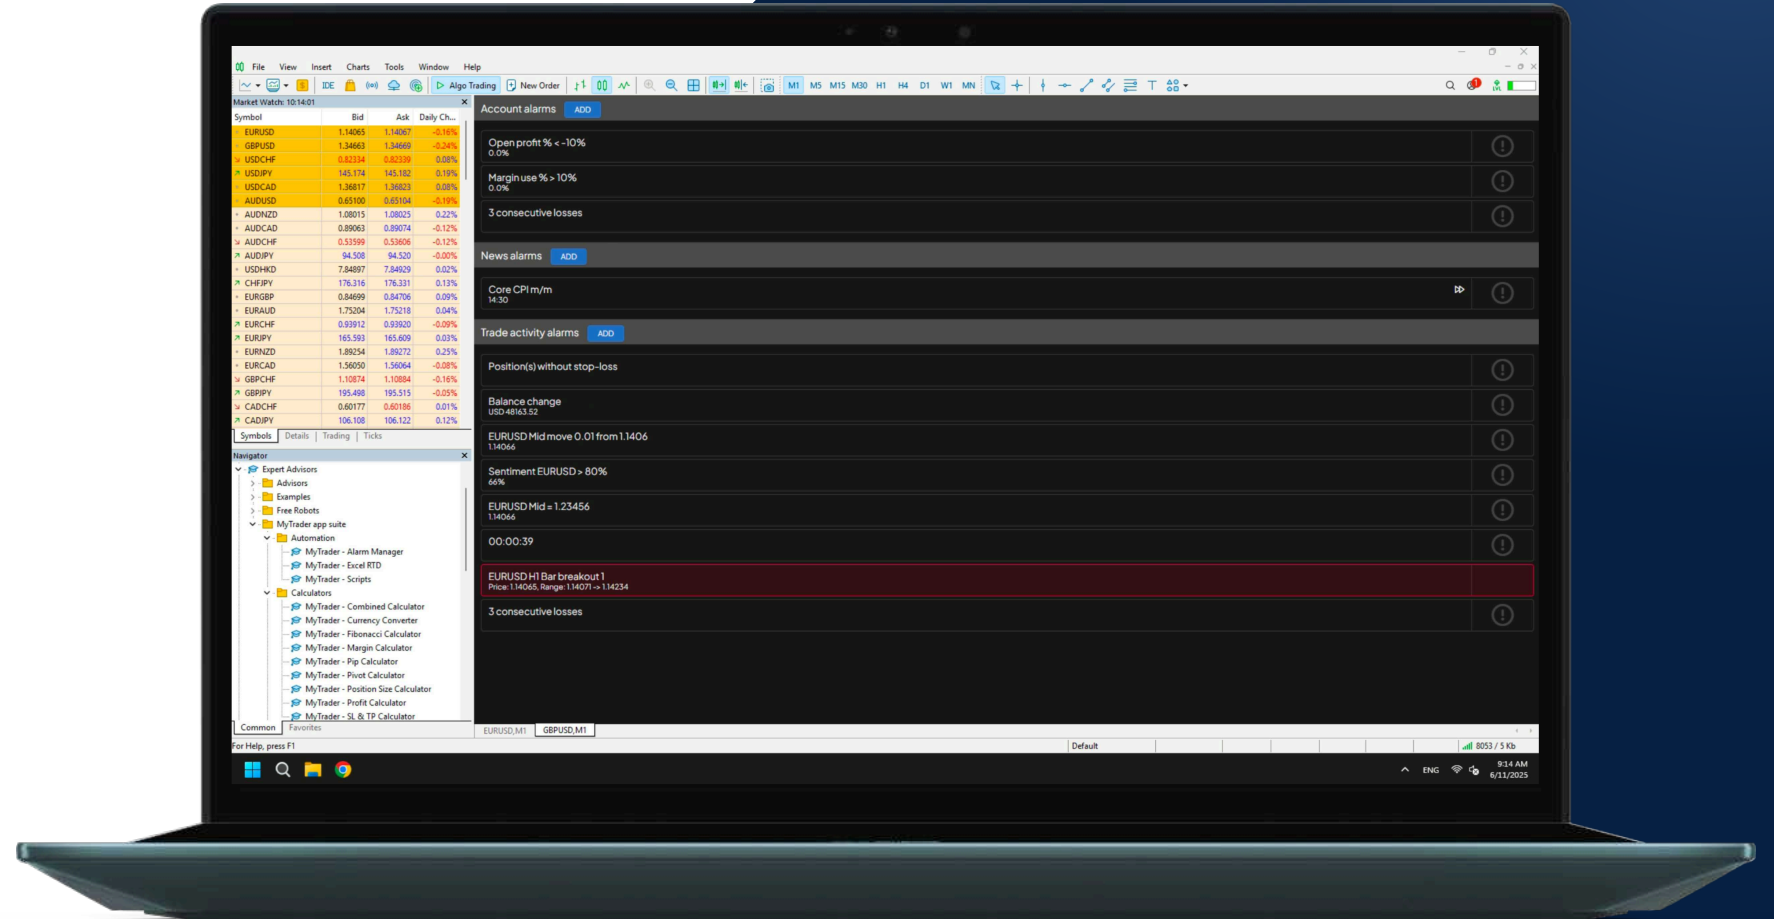 File View Insert Charts Tools Window Help
IDE Algo Trading New Order M1 M5 M15 M30 H1 H4 D1 W1 MN
Market Watch: 10:14:01
Symbol Bid Ask Daily Ch...
EURUSD 1.14065 1.14067 -0.16%
GBPUSD 1.34663 1.34669 -0.24%
USDCHF 0.82334 0.82339 0.08%
USDJPY 145.174 145.182 0.19%
USDCAD 1.36817 1.36823 0.08%
AUDUSD 0.65100 0.65104 -0.19%
AUDNZD 1.08015 1.08025 0.22%
AUDCAD 0.89063 0.89074 -0.12%
AUDCHF 0.53599 0.53606 -0.12%
AUDJPY 94.508 94.520 -0.00%
USDHKD 7.84897 7.84929 0.02%
CHFJPY 176.316 176.331 0.13%
EURGBP 0.84699 0.84706 0.09%
EURAUD 1.75204 1.75218 0.04%
EURCHF 0.93912 0.93920 -0.09%
EURJPY 165.593 165.609 0.03%
EURNZD 1.89254 1.89272 0.25%
EURCAD 1.56050 1.56064 -0.08%
GBPCHF 1.10874 1.10884 -0.16%
GBPJPY 195.498 195.515 -0.05%
CADCHF 0.60177 0.60186 0.01%
CADJPY 106.108 106.122 0.12%
Symbols Details Trading Ticks
Navigator
Expert Advisors
Advisors
Examples
Free Robots
MyTrader app suite
Automation
MyTrader - Alarm Manager
MyTrader - Excel RTD
MyTrader - Scripts
Calculators
MyTrader - Combined Calculator
MyTrader - Currency Converter
MyTrader - Fibonacci Calculator
MyTrader - Margin Calculator
MyTrader - Pip Calculator
MyTrader - Pivot Calculator
MyTrader - Position Size Calculator
MyTrader - Profit Calculator
MyTrader - SL & TP Calculator
Common Favorites
Account alarms ADD
Open profit % < -10%
0.0%
Margin use % > 10%
0.0%
3 consecutive losses
News alarms ADD
Core CPI m/m
14:30
Trade activity alarms ADD
Position(s) without stop-loss
Balance change
USD 48163.52
EURUSD Mid move 0.01 from 1.1406
1.14066
Sentiment EURUSD > 80%
66%
EURUSD Mid = 1.23456
1.14066
00:00:39
EURUSD H1 Bar breakout 1
Price: 1.14065, Range: 1.14071 -> 1.14234
3 consecutive losses
EURUSD,M1 GBPUSD,M1
For Help, press F1 Default 8053 / 5 Kb
ENG 9:14 AM
6/11/2025